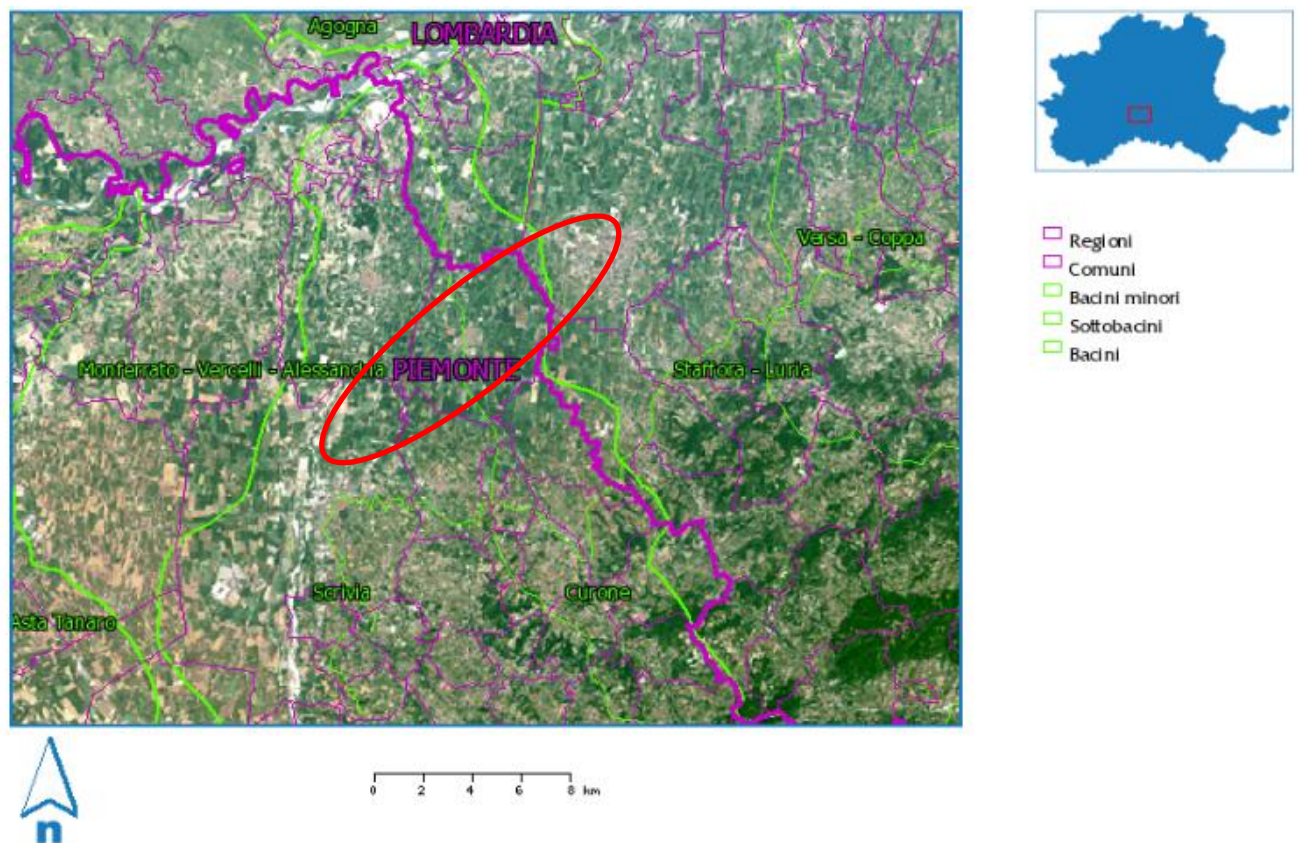 Agogna
LOMBARDIA
Versa - Coppa
Monferrato - Vercelli - Alessandria
PIEMONTE
Staffora - Luria
Scrivia
Curone
Asta Tanaro
Regioni
Comuni
Bacini minori
Sottobacini
Bacini
0 2 4 6 8 km
n